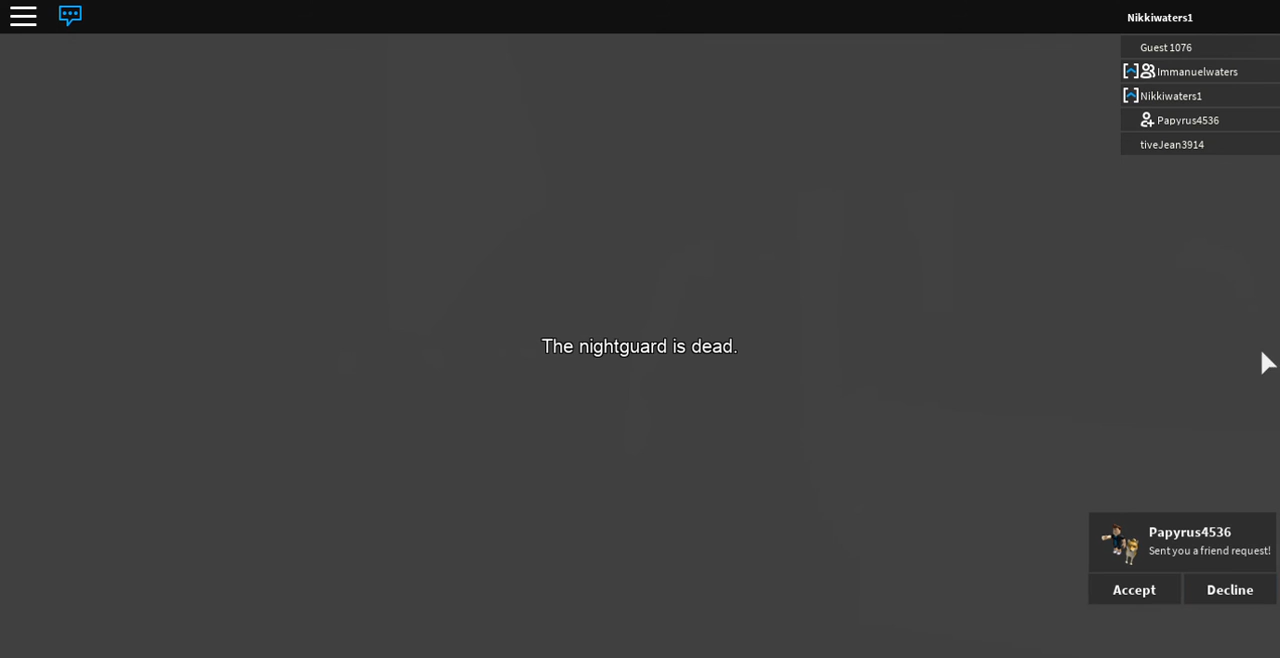 Nikkiwaters1
Guest 1076
Immanuelwaters
Nikkiwaters1
Papyrus4536
tiveJean3914
The nightguard is dead.
Papyrus4536
Sent you a friend request!
Accept
Decline